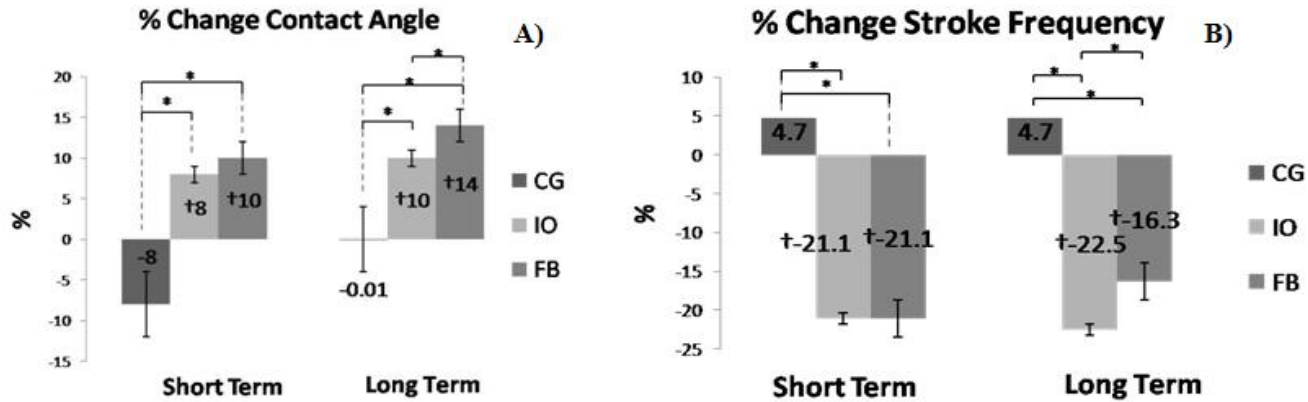 % Change Contact Angle
A)
20
15
10
5
0
-5
-10
-15
%
*
*
*
*
*
-8
†8
†10
-0.01
†10
†14
CG
IO
FB
Short Term
Long Term
% Change Stroke Frequency
B)
10
5
0
-5
-10
-15
-20
-25
%
*
*
*
*
*
4.7
†-21.1
†-21.1
4.7
†-22.5
†-16.3
CG
IO
FB
Short Term
Long Term